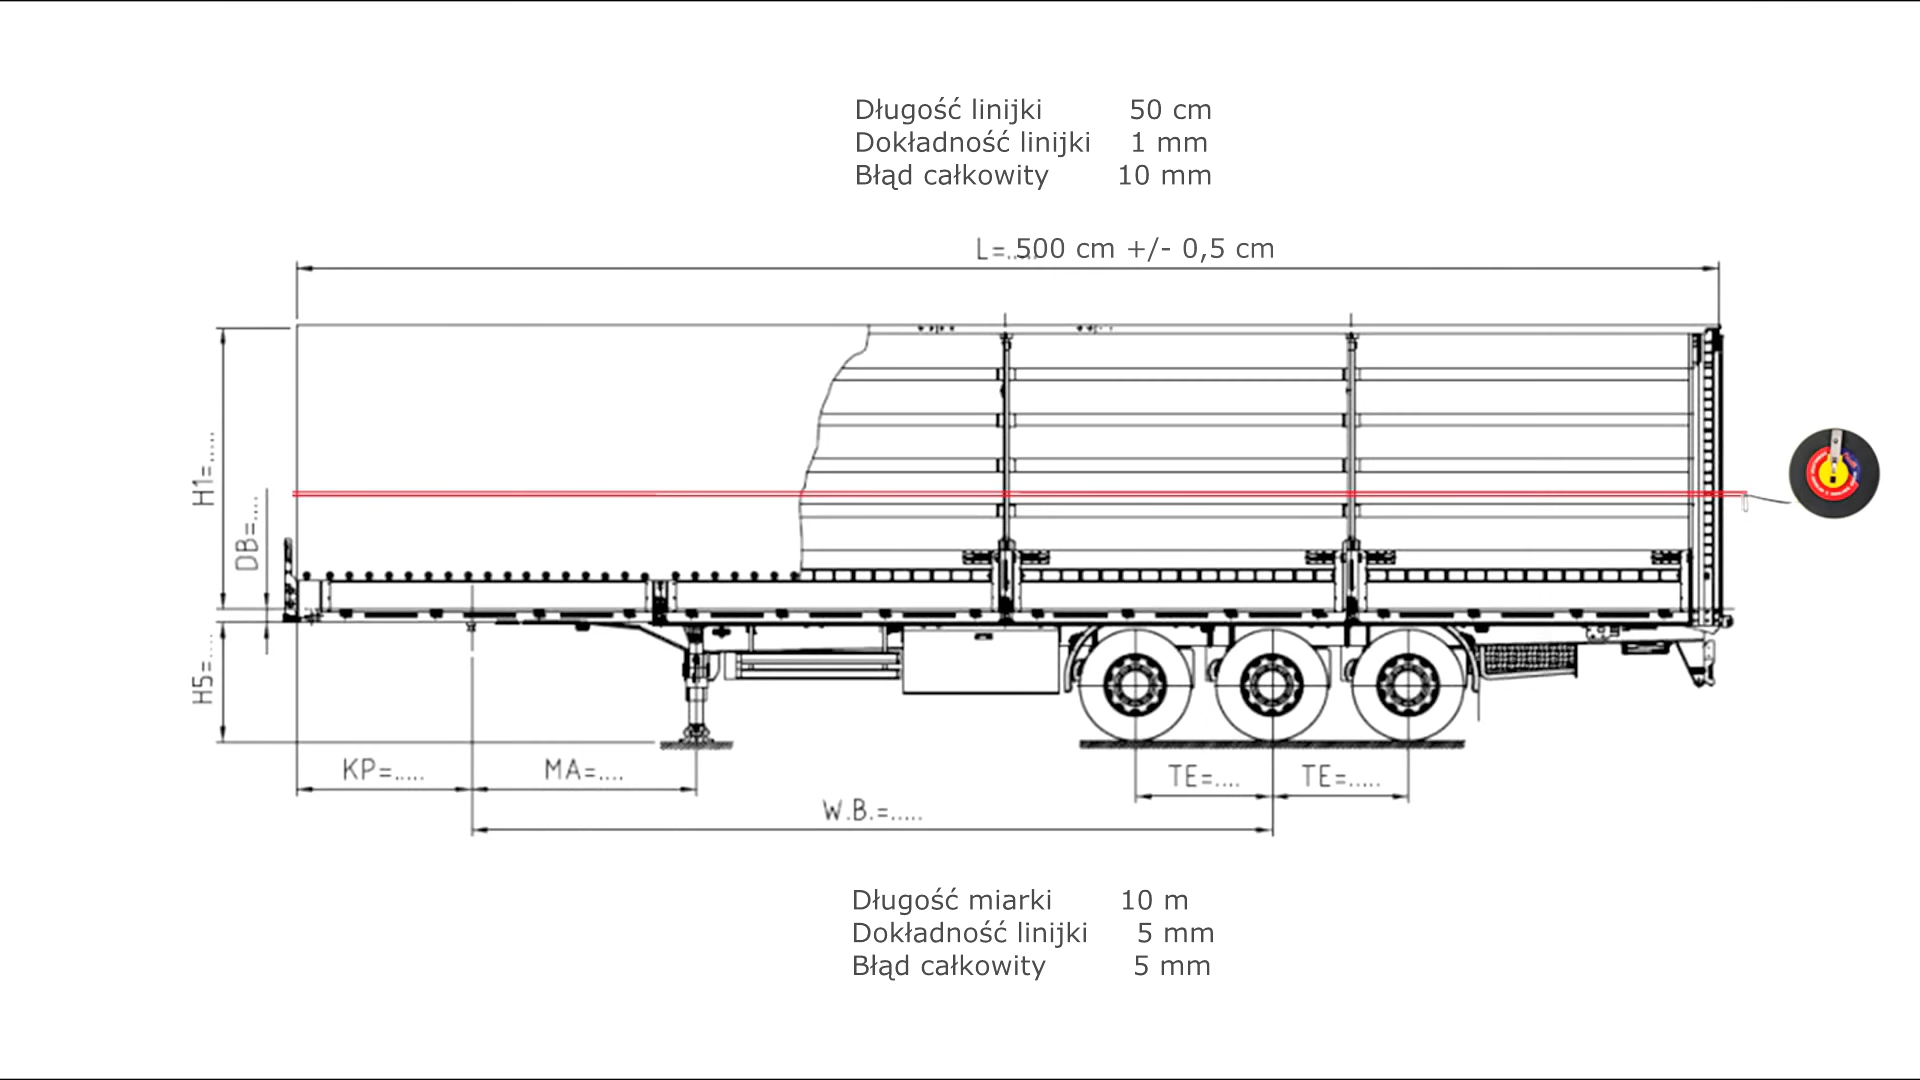 Długość linijki 50 cm
Dokładność linijki 1 mm
Błąd całkowity 10 mm
L=.....500 cm +/- 0,5 cm
H1=.....
DB=....
H5=....
KP=.....
MA=....
TE=....
TE=.....
W.B.=.....
Długość miarki 10 m
Dokładność linijki 5 mm
Błąd całkowity 5 mm